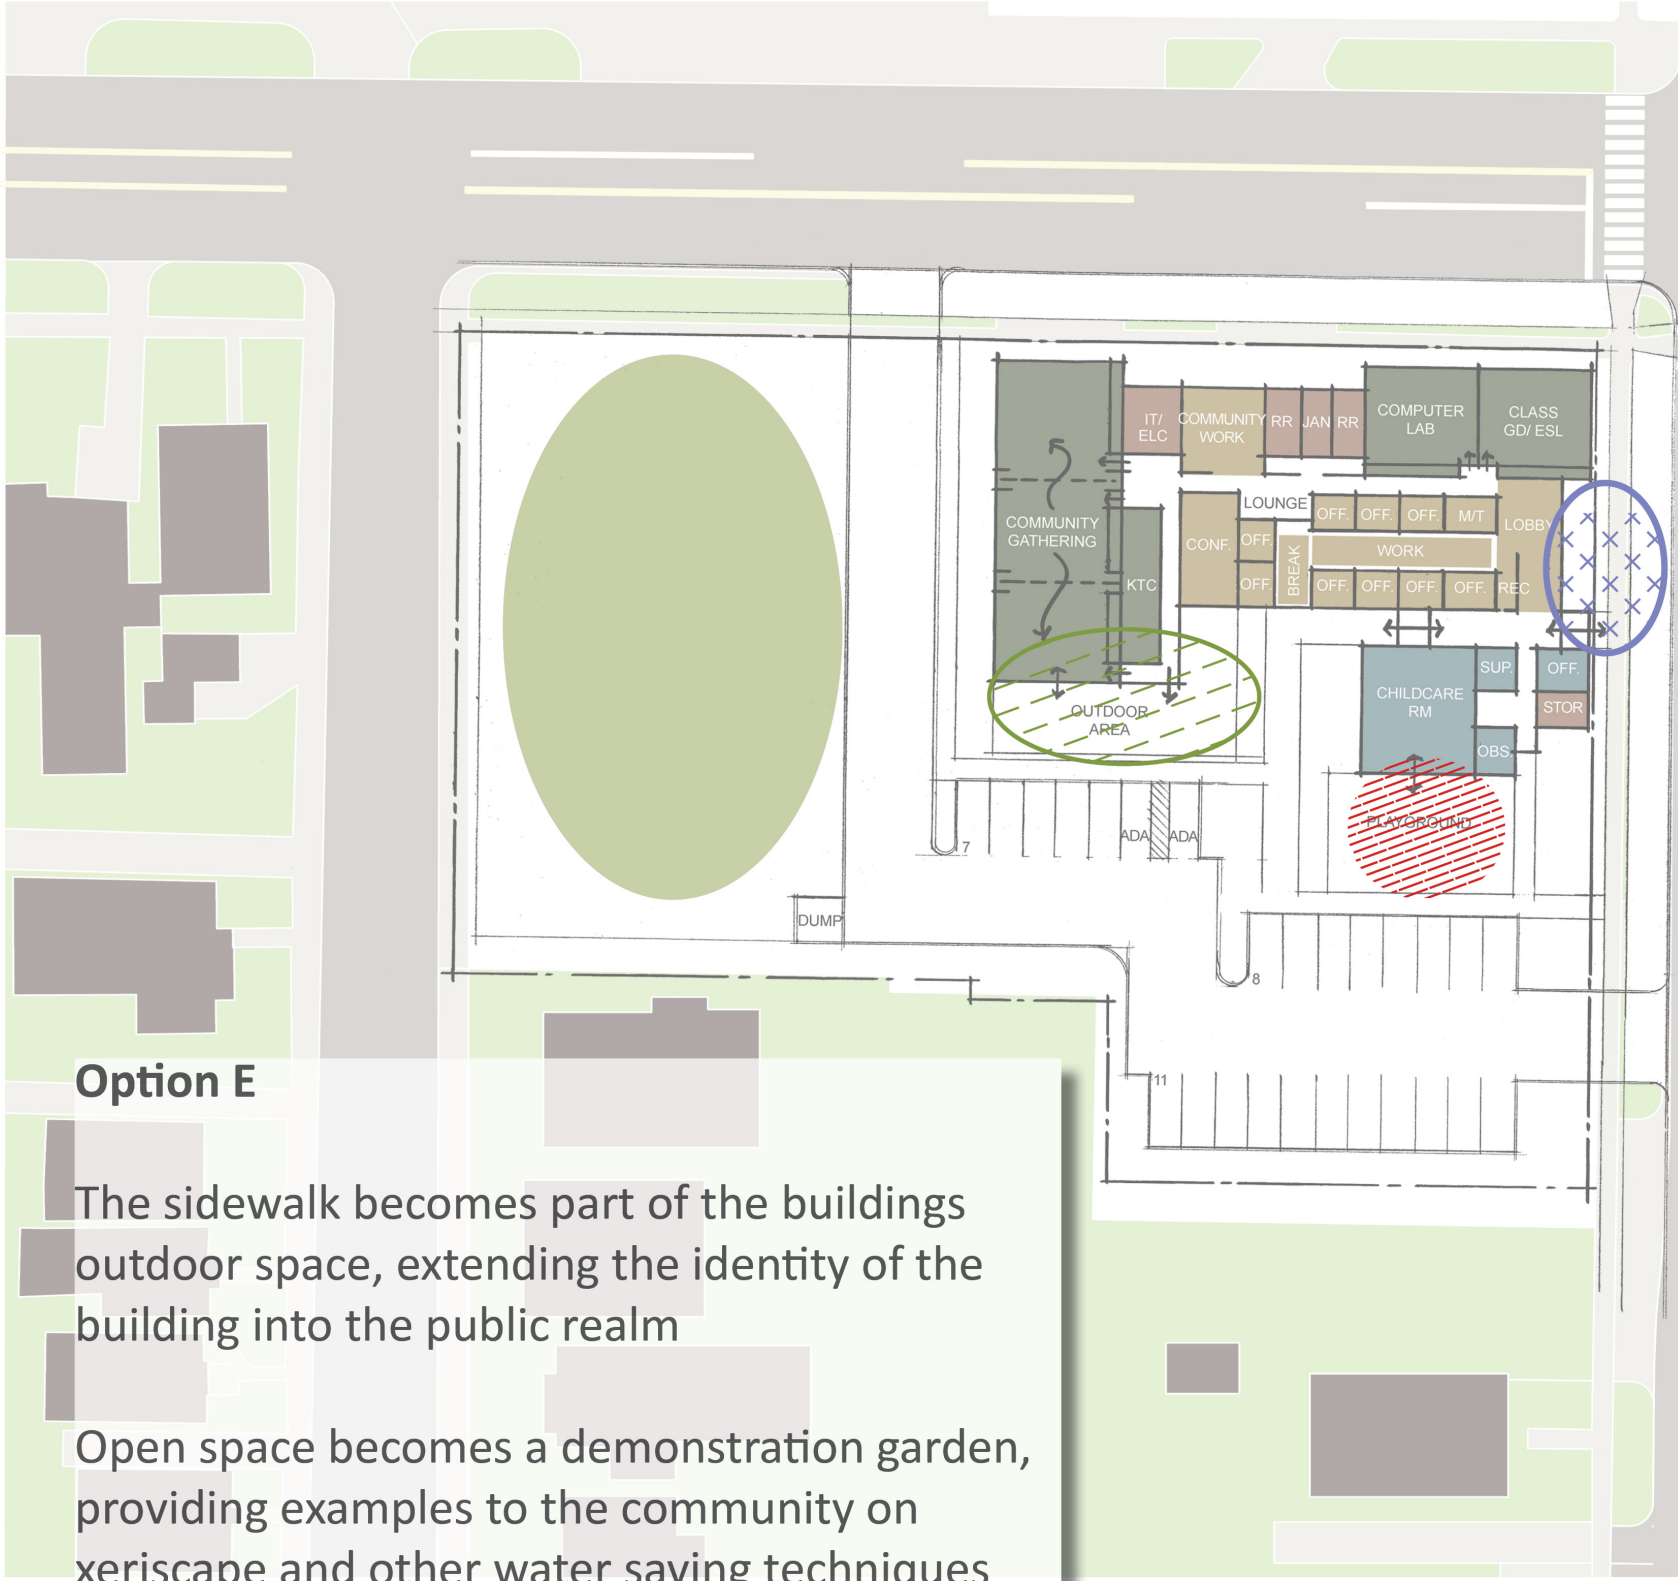 IT/
ELC
COMMUNITY
WORK
RR
JAN
RR
COMPUTER
LAB
CLASS
GD/ ESL
LOUNGE
OFF.
OFF.
OFF.
M/T
LOBBY
COMMUNITY
GATHERING
CONF.
OFF.
WORK
KTC
OFF.
BREAK
OFF.
OFF.
OFF.
OFF.
REC
SUP.
OFF.
CHILDCARE
RM
STOR
OUTDOOR
AREA
OBS.
PLAYGROUND
ADA
ADA
7
DUMP
8
11
Option E
The sidewalk becomes part of the buildings
outdoor space, extending the identity of the
building into the public realm
Open space becomes a demonstration garden,
providing examples to the community on
xeriscape and other water saving techniques